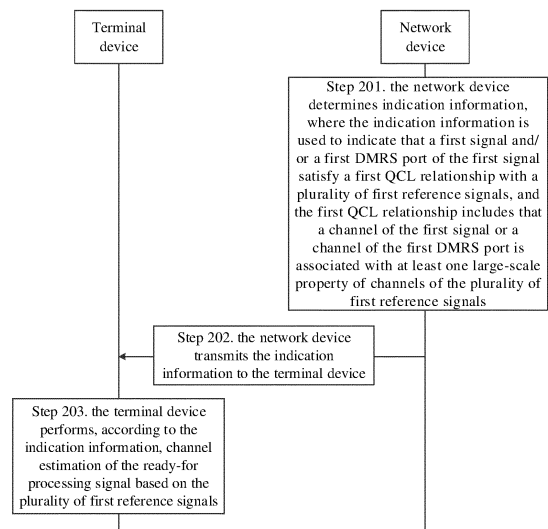 Terminal
device
Network
device
Step 201. the network device
determines indication information,
where the indication information is
used to indicate that a first signal and/
or a first DMRS port of the first signal
satisfy a first QCL relationship with a
plurality of first reference signals, and
the first QCL relationship includes that
a channel of the first signal or a
channel of the first DMRS port is
associated with at least one large-scale
property of channels of the plurality of
first reference signals
Step 202. the network device
transmits the indication
information to the terminal device
Step 203. the terminal device
performs, according to the
indication information, channel
estimation of the ready-for
processing signal based on the
plurality of first reference signals